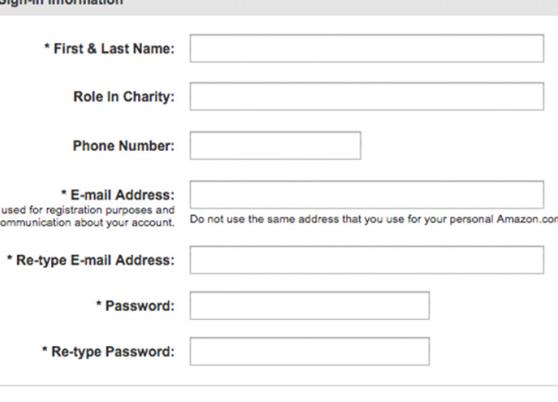 Sign-in Information
* First & Last Name:
Role In Charity:
Phone Number:
* E-mail Address:
used for registration purposes and
communication about your account.
Do not use the same address that you use for your personal Amazon.com
* Re-type E-mail Address:
* Password:
* Re-type Password: